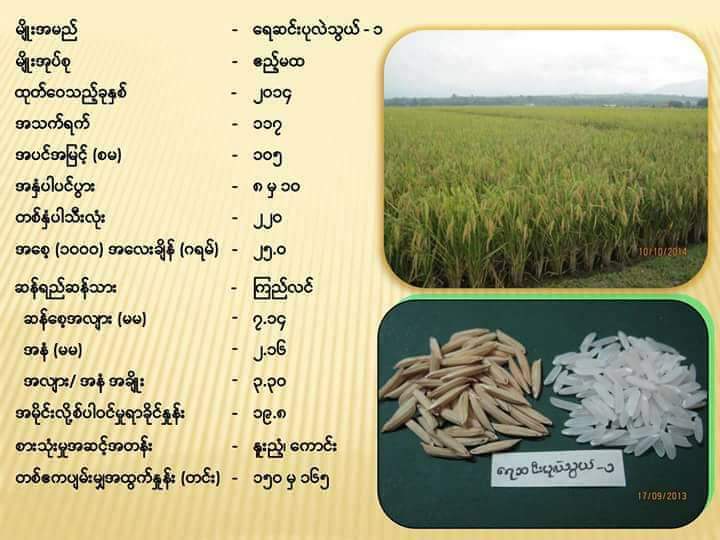 မျိုးအမည် - ရေဆင်းပုလဲသွယ် - ၁
မျိုးအုပ်စု - ဧည့်မထ
ထုတ်ဝေသည့်ခုနှစ် - ၂၀၁၄
အသက်ရက် - ၁၁၇
အပင်အမြင့် (စမ) - ၁၀၅
အနှံပါပင်ပွား - ၈ မှ ၁၀
တစ်နှံပါသီးလုံး - ၂၂၀
အစေ့ (၁၀၀၀) အလေးချိန် (ဂရမ်) - ၂၅.၀
ဆန်ရည်ဆန်သား - ကြည်လင်
ဆန်စေ့အလျား (မမ) - ၇.၁၄
အနံ (မမ) - ၂.၁၆
အလျား/ အနံ အချိုး - ၃.၃၀
အမိုင်းလို့စ်ပါဝင်မှုရာခိုင်နှုန်း - ၁၉.၈
စားသုံးမှုအဆင့်အတန်း - နူးညံ့၊ ကောင်း
တစ်ဧကပျမ်းမျှအထွက်နှုန်း (တင်း) - ၁၅၀ မှ ၁၆၅
10/10/2014
ရေဆင်းပုလဲသွယ် -၁
17/09/2013